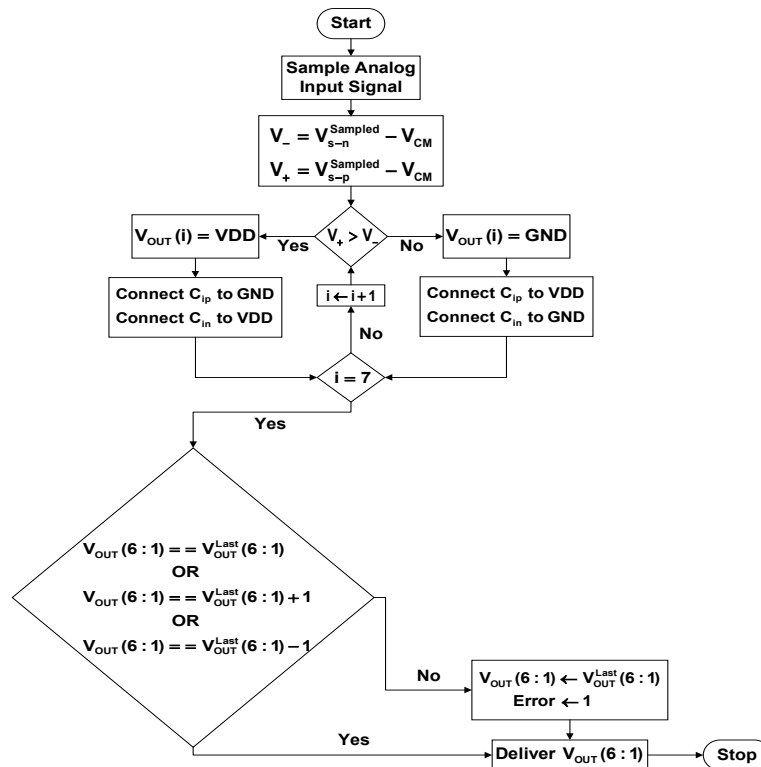 Start
Sample Analog
Input Signal
V₋ = V_{s-n}^{Sampled} − V_{CM}
V₊ = V_{s-p}^{Sampled} − V_{CM}
V₊ > V₋
Yes
No
V_{OUT}(i) = VDD
V_{OUT}(i) = GND
Connect C_{ip} to GND
Connect C_{in} to VDD
i ← i+1
Connect C_{ip} to VDD
Connect C_{in} to GND
No
i = 7
Yes
V_{OUT}(6:1) == V_{OUT}^{Last}(6:1)
OR
V_{OUT}(6:1) == V_{OUT}^{Last}(6:1)+1
OR
V_{OUT}(6:1) == V_{OUT}^{Last}(6:1)−1
No
V_{OUT}(6:1) ← V_{OUT}^{Last}(6:1)
Error ← 1
Yes
Deliver V_{OUT}(6:1)
Stop